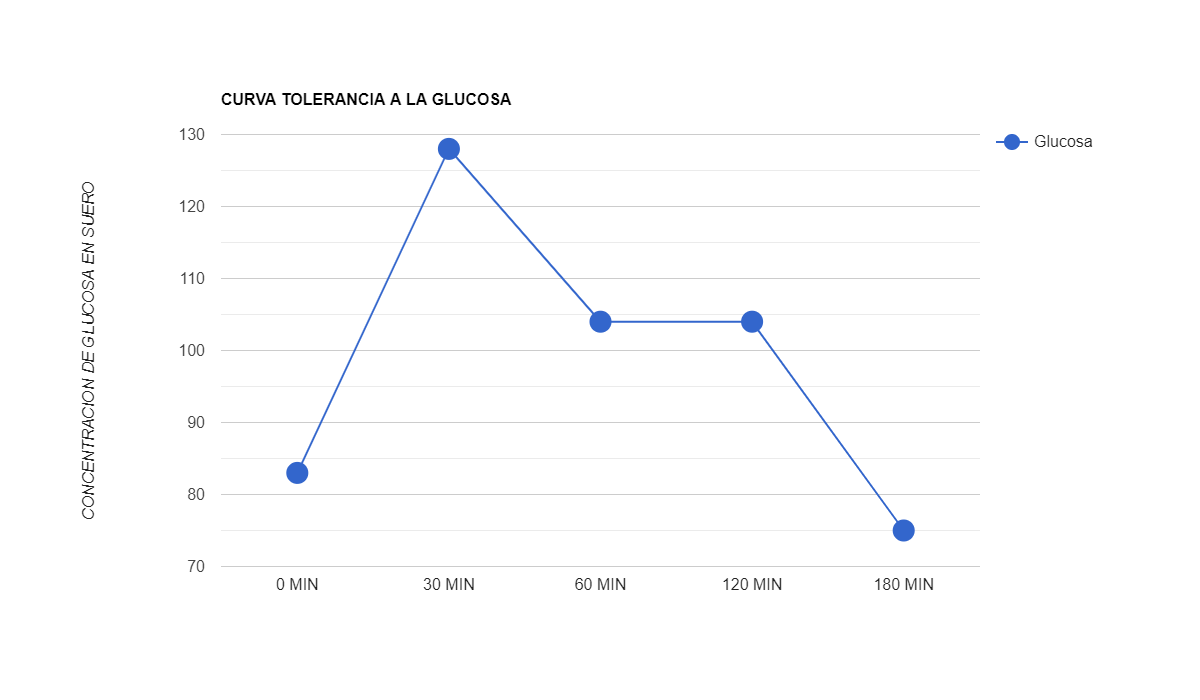 CURVA TOLERANCIA A LA GLUCOSA
Glucosa
CONCENTRACION DE GLUCOSA EN SUERO
130
120
110
100
90
80
70
0 MIN 30 MIN 60 MIN 120 MIN 180 MIN